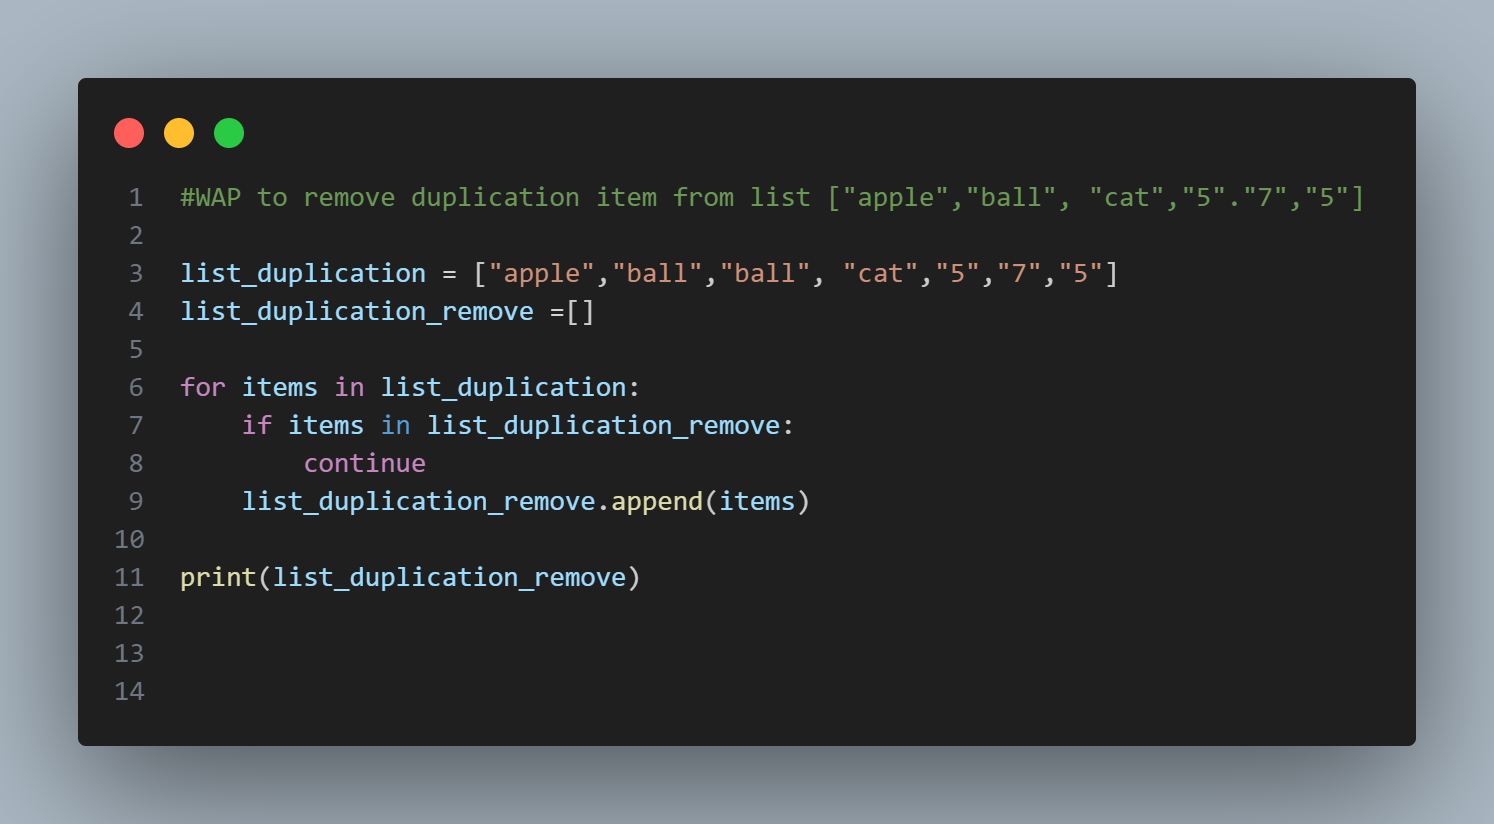 1 #WAP to remove duplication item from list ["apple","ball", "cat","5"."7","5"]
2
3 list_duplication = ["apple","ball","ball", "cat","5","7","5"]
4 list_duplication_remove =[]
5
6 for items in list_duplication:
7     if items in list_duplication_remove:
8         continue
9     list_duplication_remove.append(items)
10
11 print(list_duplication_remove)
12
13
14